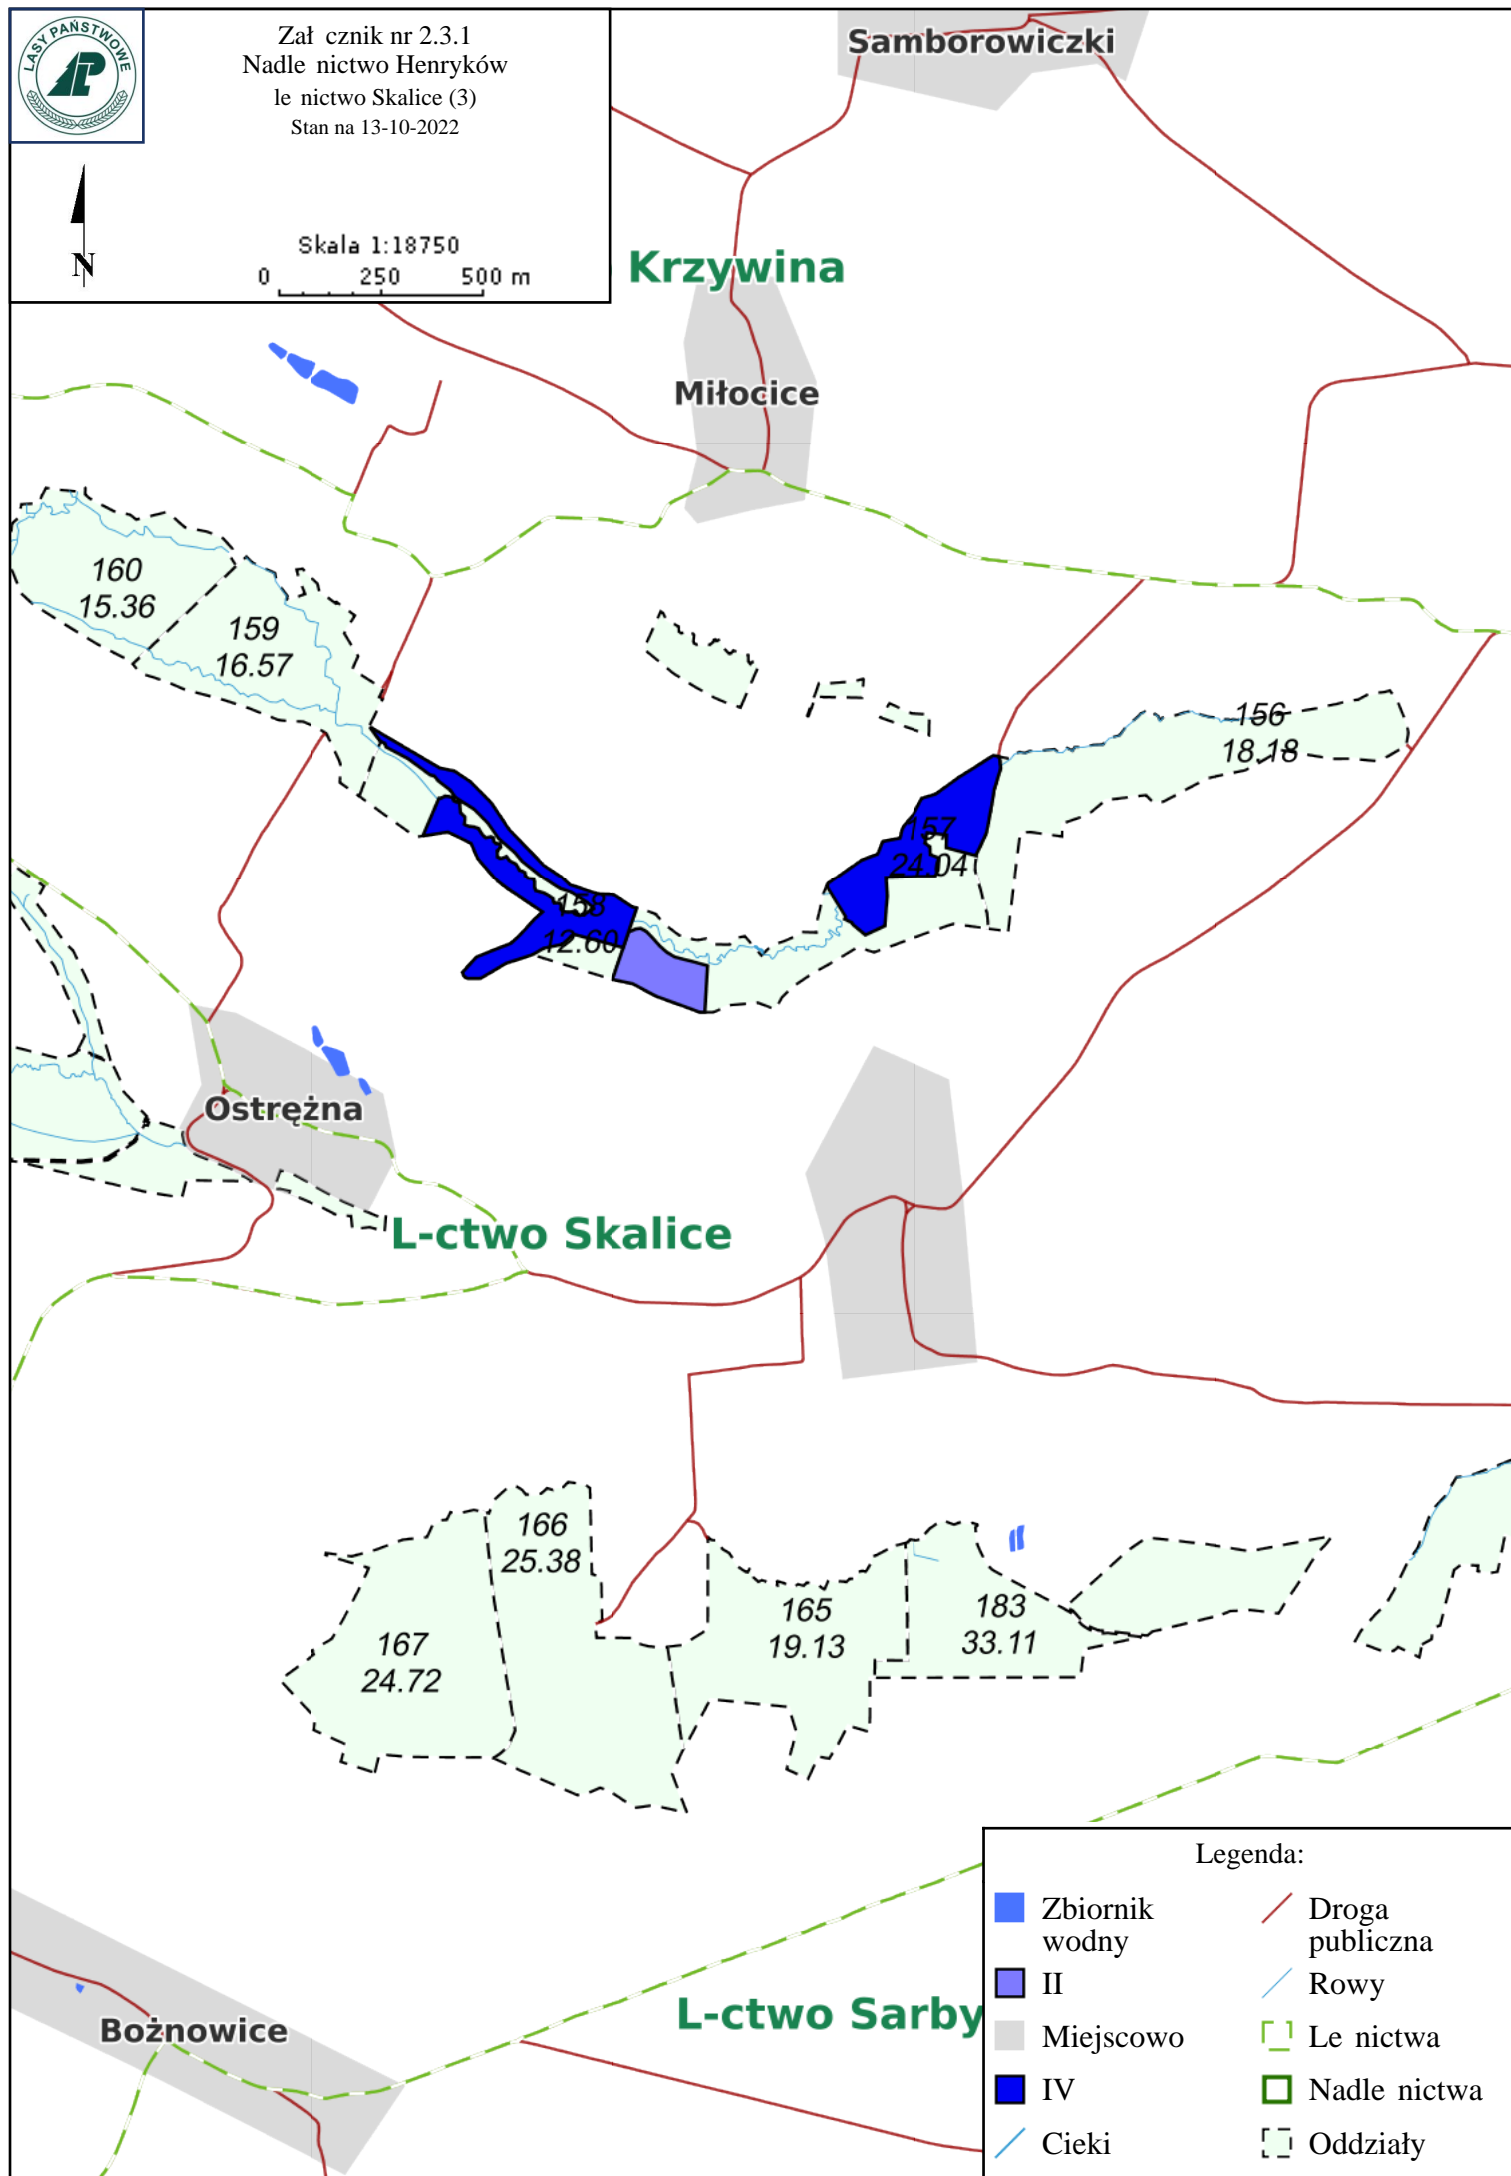 LASY PAŃSTWOWE
Zał cznik nr 2.3.1
Nadle nictwo Henryków
le nictwo Skalice (3)
Stan na 13-10-2022
N
Skala 1:18750
0 250 500 m
Samborowiczki
Krzywina
Miłocice
160
15.36
159
16.57
156
18.18
157
24.04
158
12.60
Ostrężna
L-ctwo Skalice
166
25.38
165
19.13
183
33.11
167
24.72
Bożnowice
L-ctwo Sarby
Legenda:
Zbiornik
wodny
II
Miejscowo
IV
Cieki
Droga
publiczna
Rowy
Le nictwa
Nadle nictwa
Oddziały